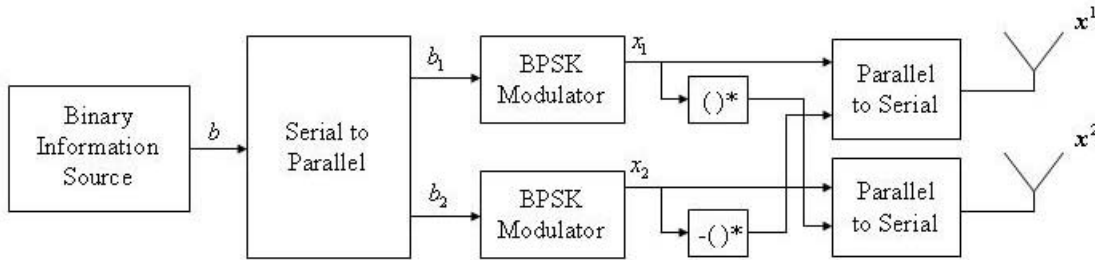 Binary
Information
Source
b
Serial to
Parallel
b₁
BPSK
Modulator
x₁
()*
Parallel
to Serial
x¹
b₂
BPSK
Modulator
x₂
-()*
Parallel
to Serial
x²